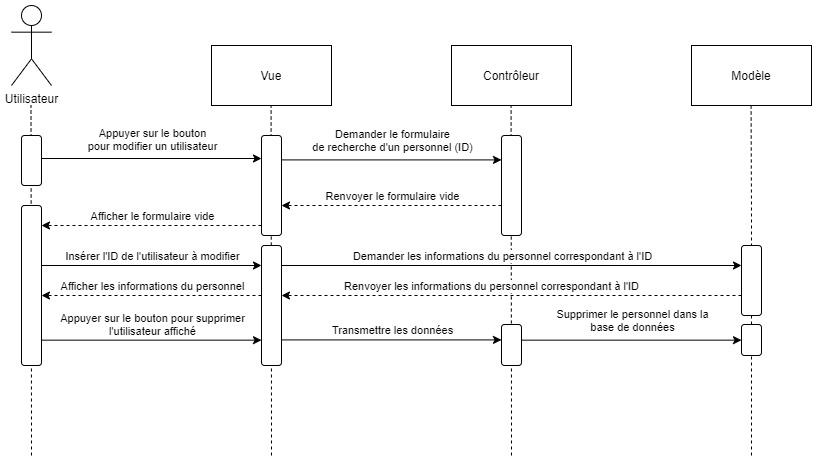 Utilisateur
Vue
Contrôleur
Modèle
Appuyer sur le bouton
pour modifier un utilisateur
Demander le formulaire
de recherche d'un personnel (ID)
Renvoyer le formulaire vide
Afficher le formulaire vide
Insérer l'ID de l'utilisateur à modifier
Demander les informations du personnel correspondant à l'ID
Afficher les informations du personnel
Renvoyer les informations du personnel correspondant à l'ID
Appuyer sur le bouton pour supprimer
l'utilisateur affiché
Transmettre les données
Supprimer le personnel dans la
base de données